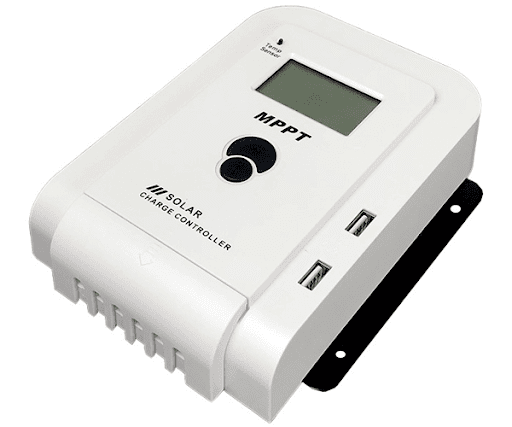 Temp
Sensor
MPPT
SOLAR
CHARGE CONTROLLER